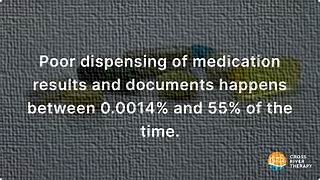 Poor dispensing of medication
results and documents happens
between 0.0014% and 55% of the
time.
CROSS
RIVER
THERAPY